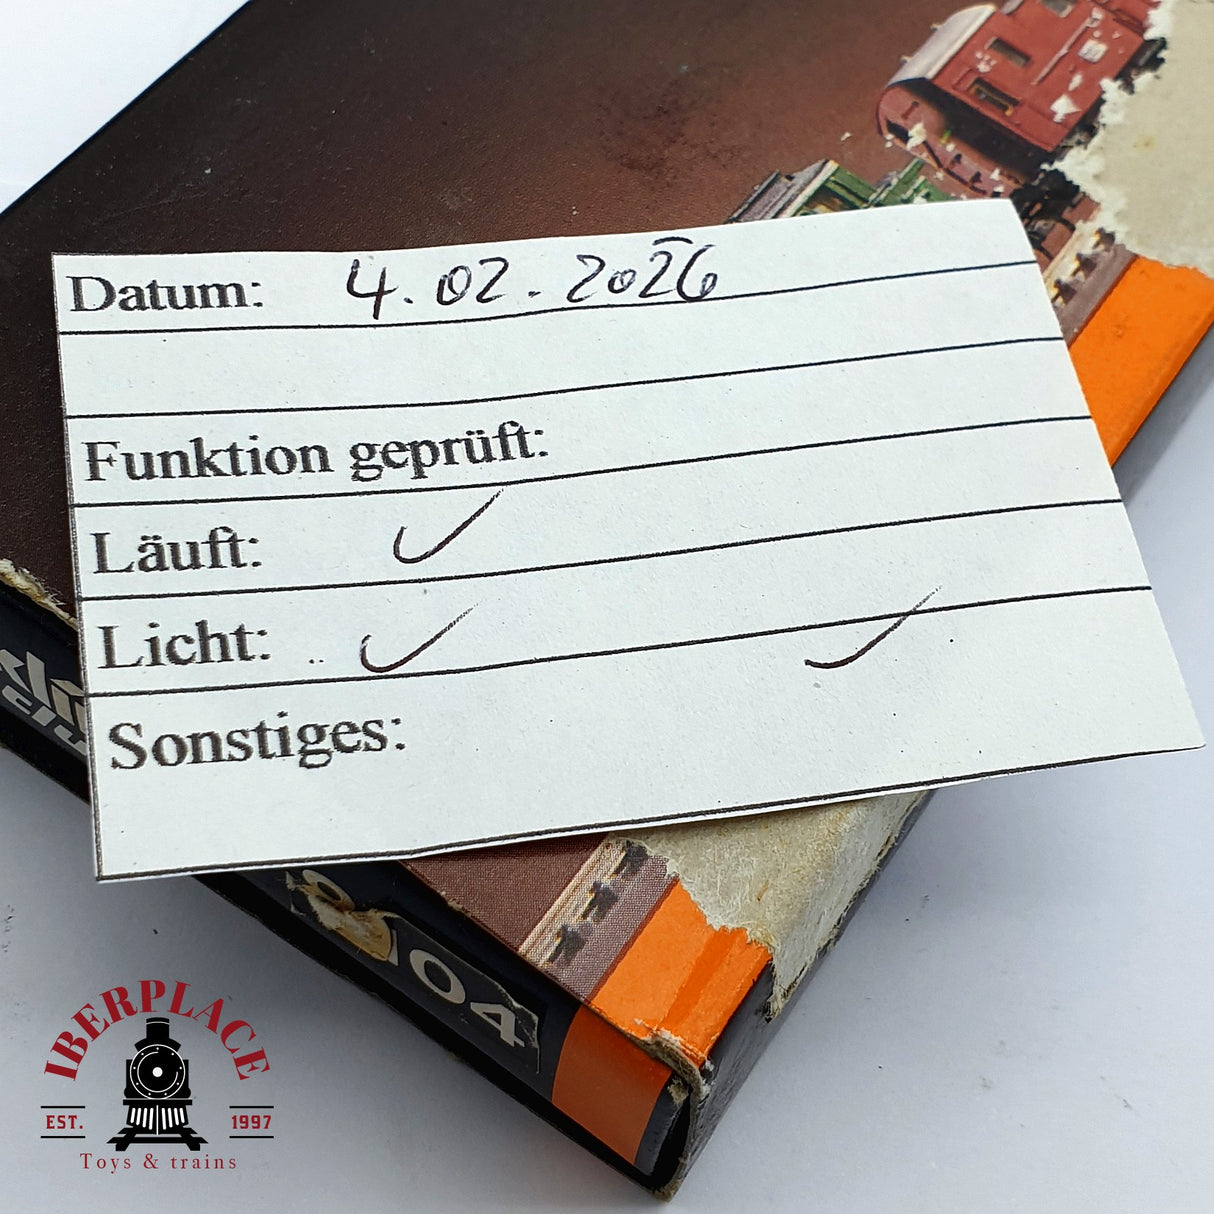 Datum: 4.02.2026
Funktion geprüft:
Läuft: ✓
Licht: ✓ ✓
Sonstiges:
04
IBERPLACE
EST. 1997
Toys & trains